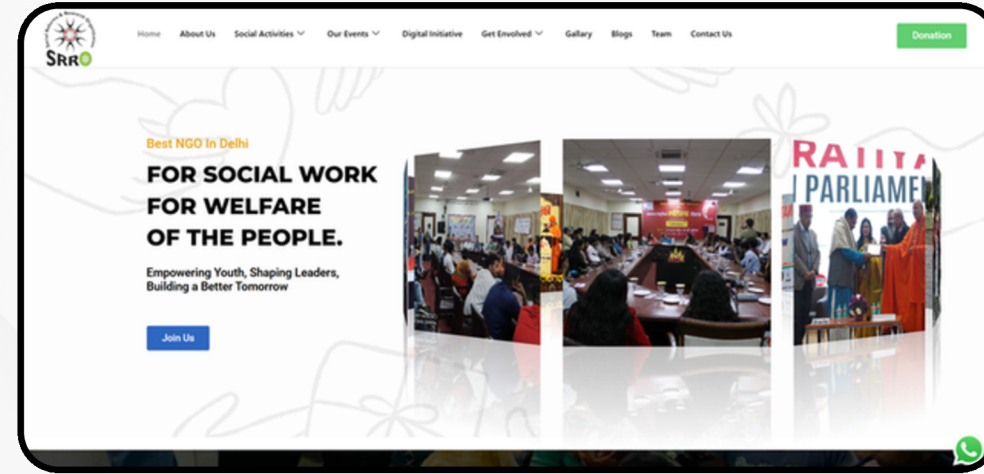 SRRO
Home About Us Social Activities Our Events Digital Initiative Get Involved Gallary Blogs Team Contact Us Donation
Best NGO In Delhi
FOR SOCIAL WORK
FOR WELFARE
OF THE PEOPLE.
Empowering Youth, Shaping Leaders,
Building a Better Tomorrow
Join Us
PARLIAME